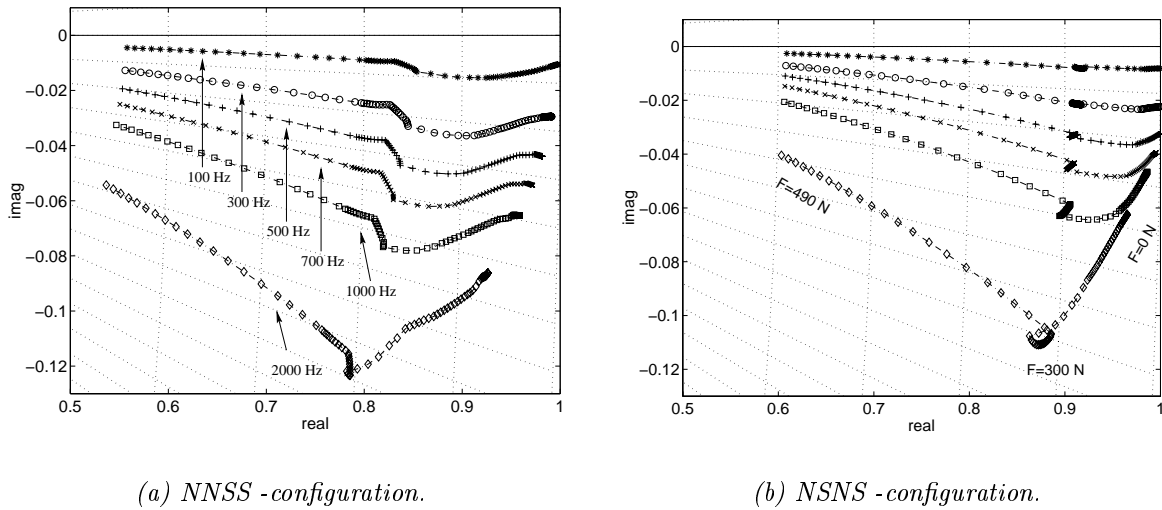 0
−0.02
−0.04
−0.06
−0.08
−0.1
−0.12
imag
0.5 0.6 0.7 0.8 0.9 1
real
100 Hz
300 Hz
500 Hz
700 Hz
1000 Hz
2000 Hz
(a) NNSS -configuration.
0
−0.02
−0.04
−0.06
−0.08
−0.1
−0.12
imag
0.5 0.6 0.7 0.8 0.9 1
real
F=490 N
F=0 N
F=300 N
(b) NSNS -configuration.